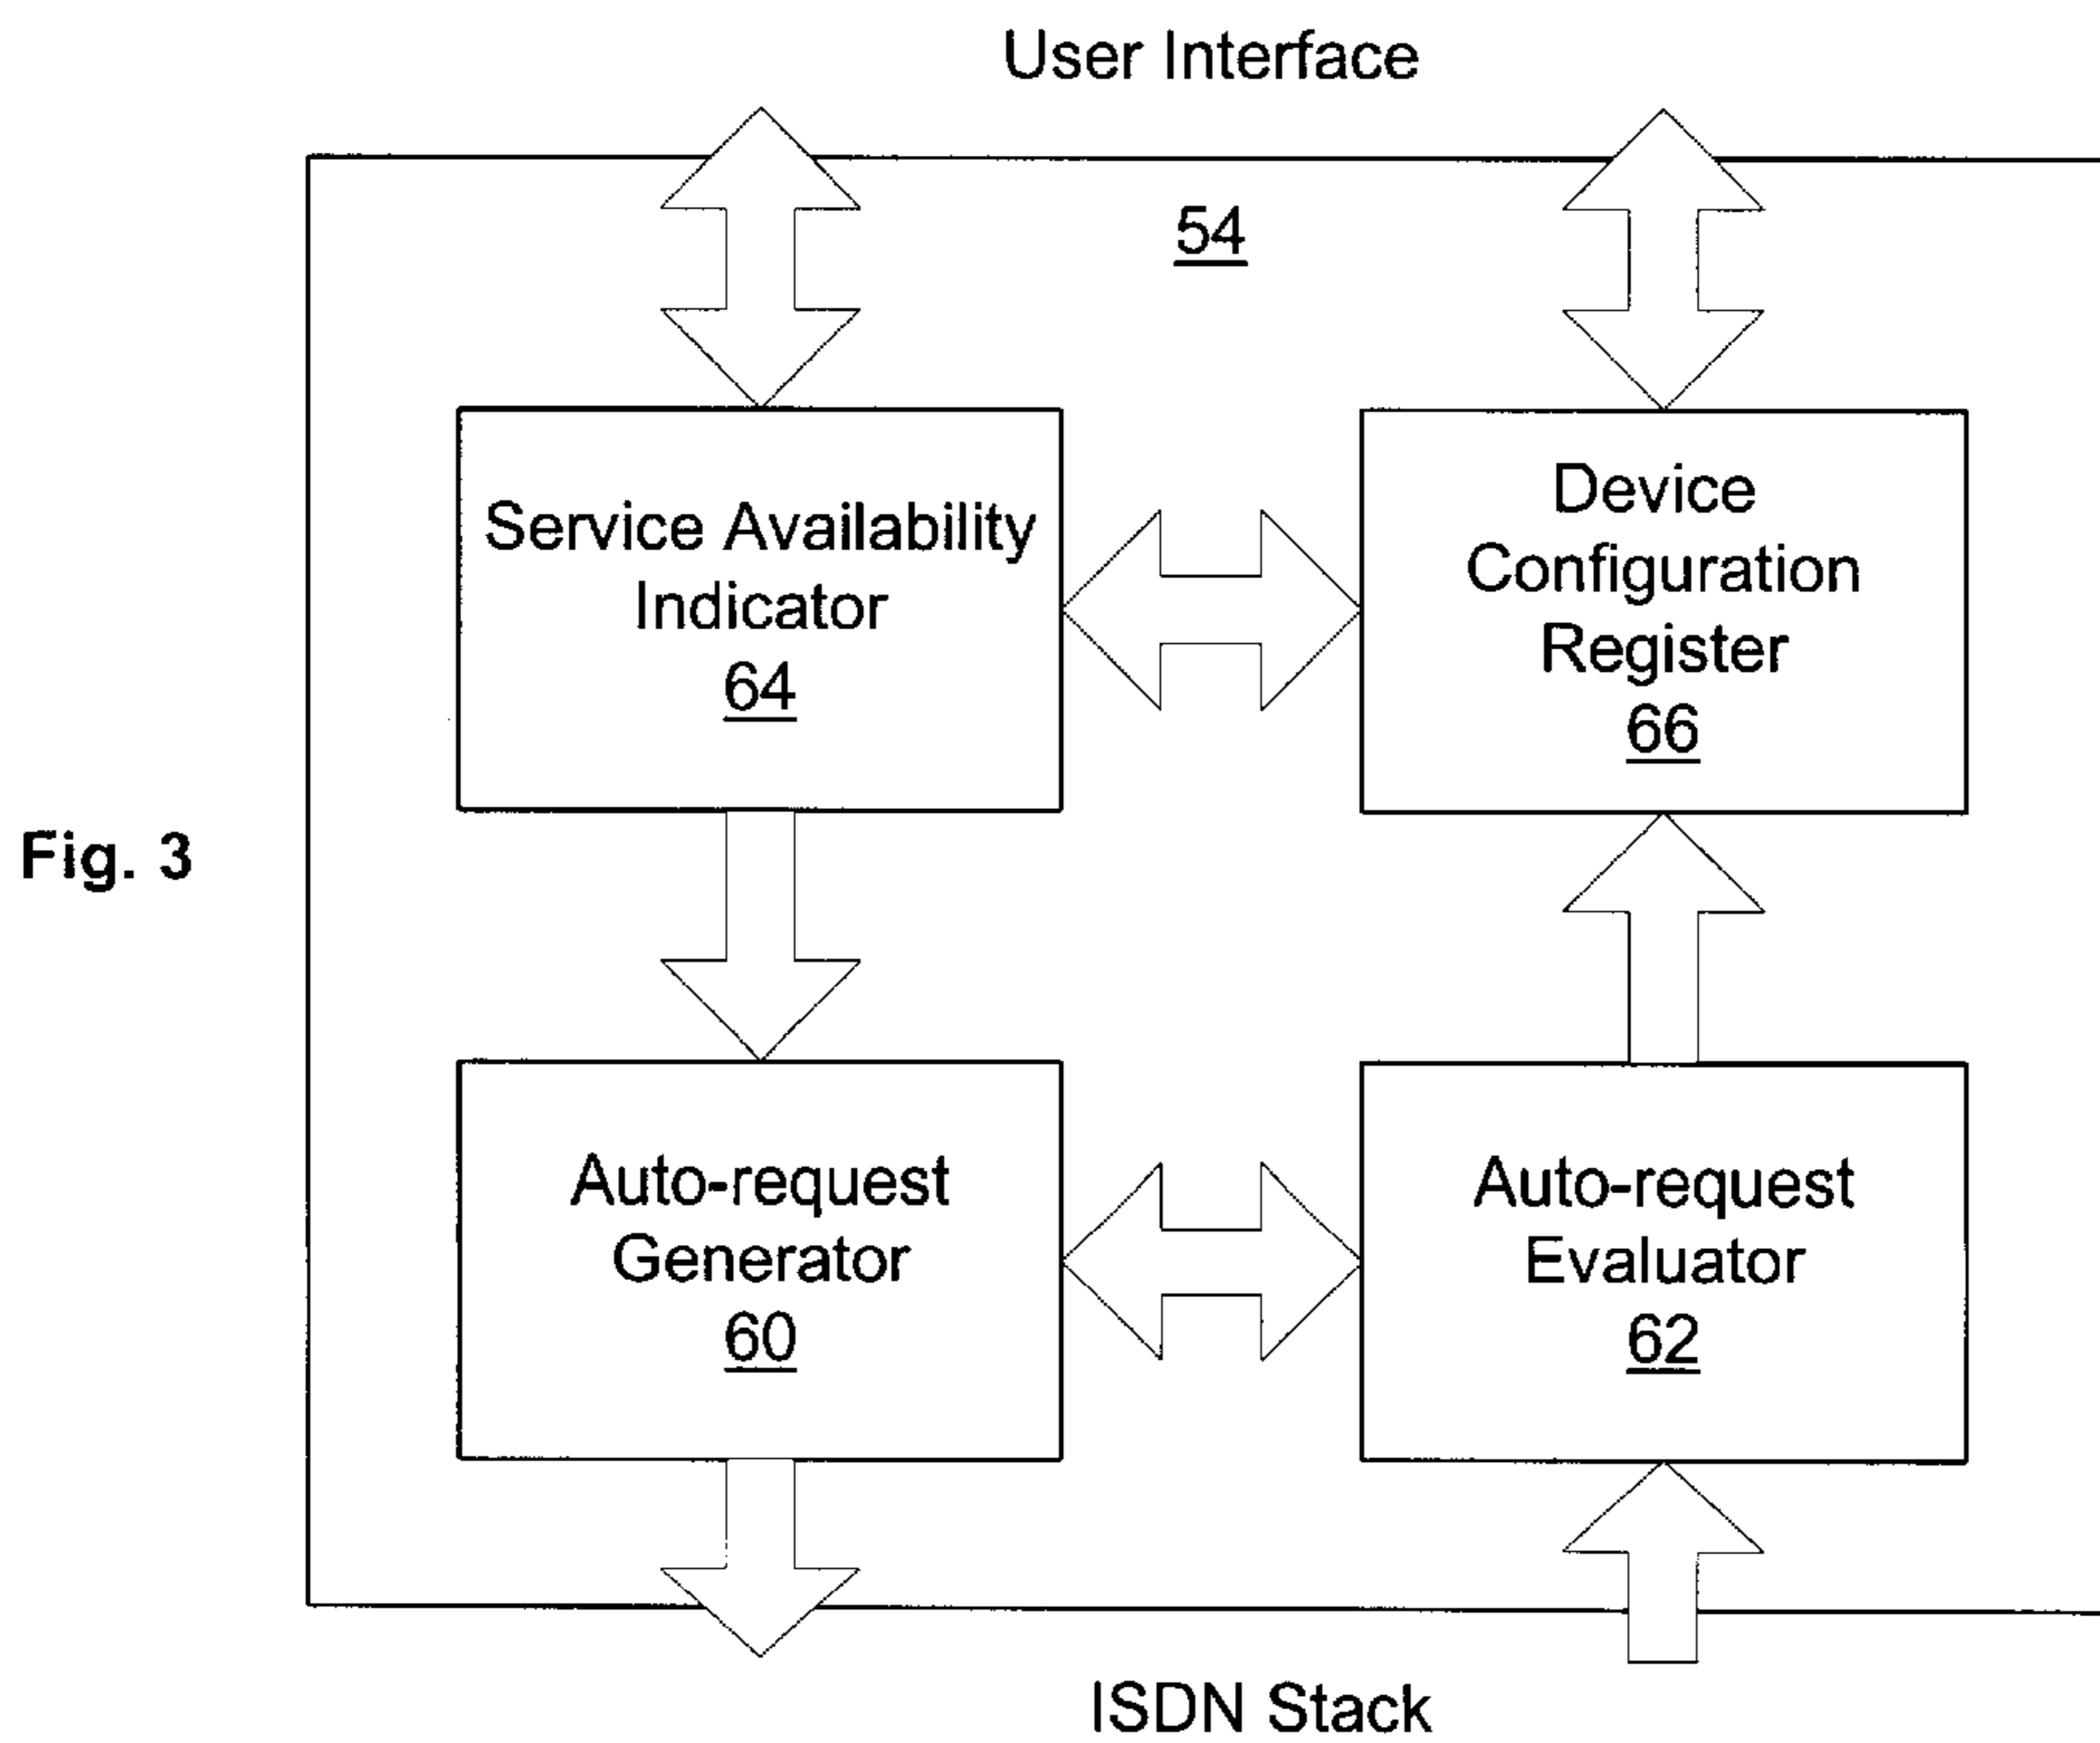 User Interface
54
Service Availability
Indicator
64
Device
Configuration
Register
66
Fig. 3
Auto-request
Generator
60
Auto-request
Evaluator
62
ISDN Stack